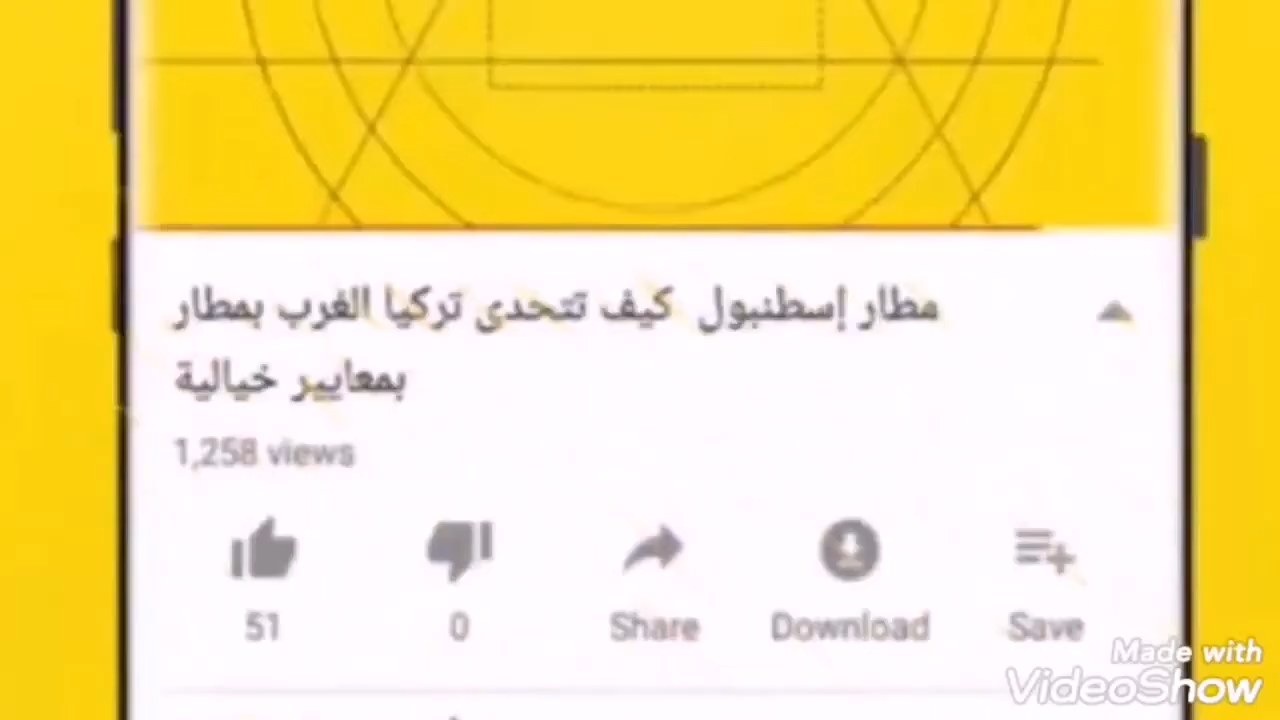 مطار إسطنبول كيف تتحدى تركيا الغرب بمطار
بمعايير خيالية
1,258 views
51
0
Share
Download
Save
Made with
VideoShow